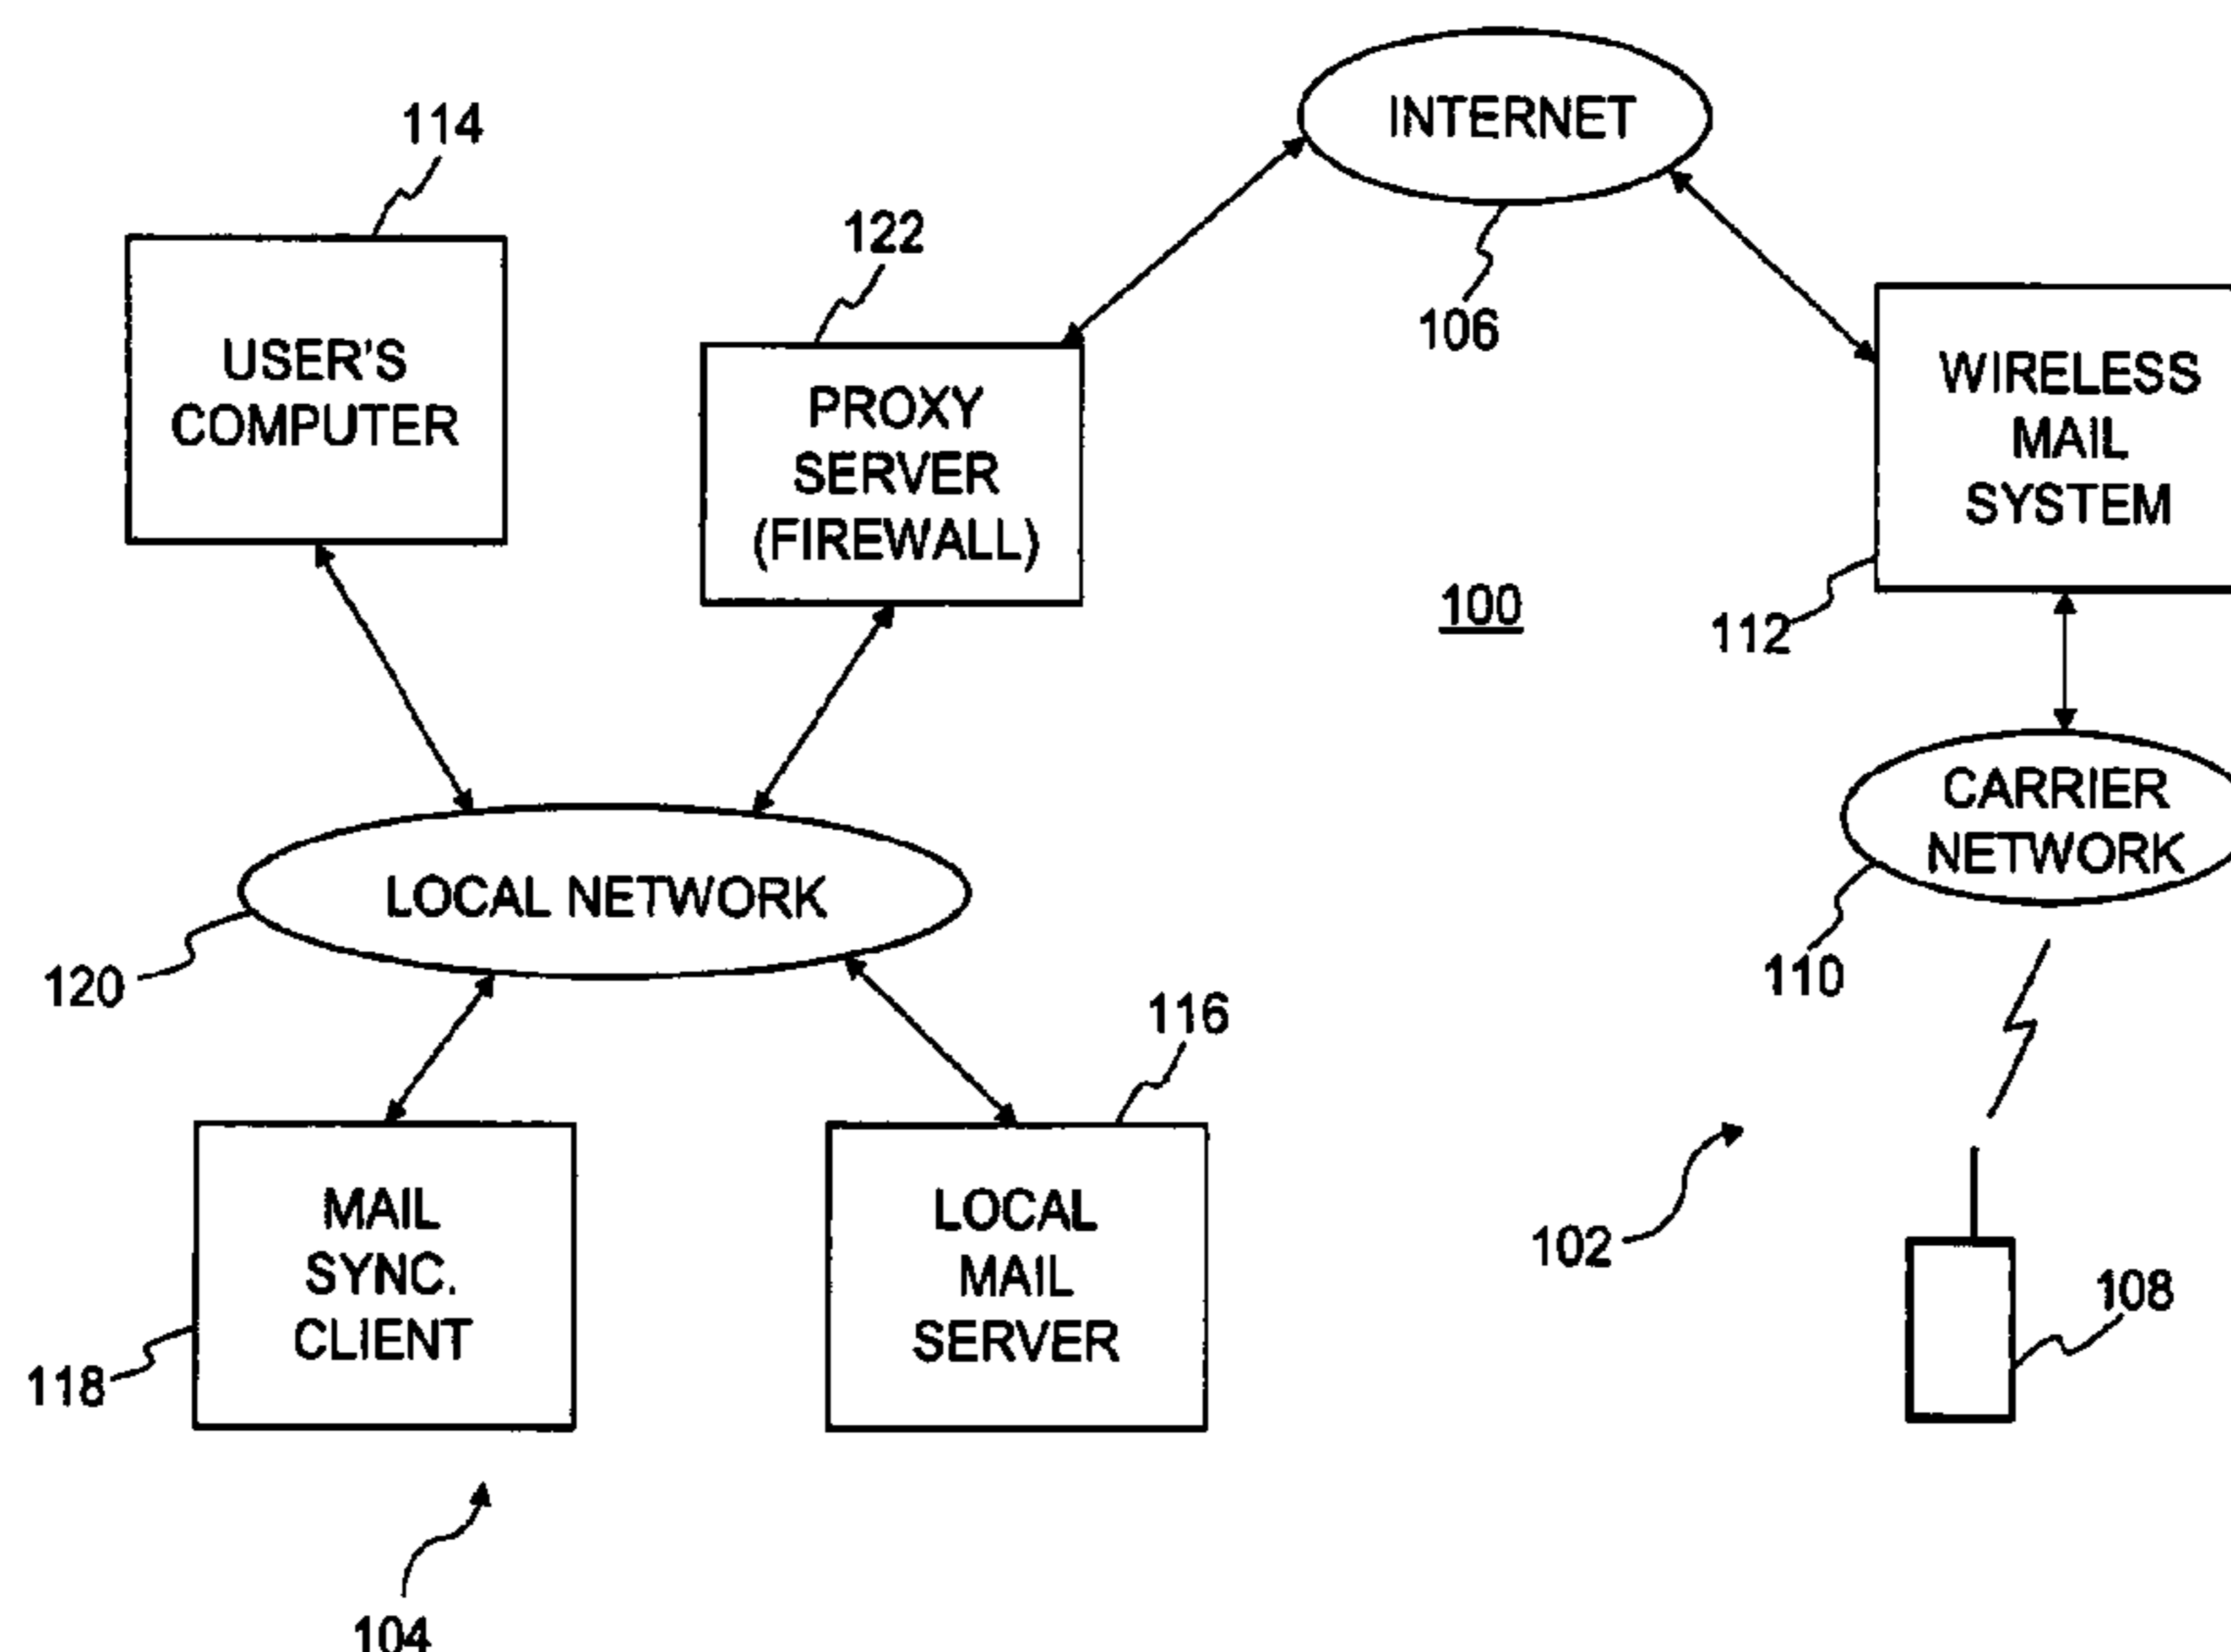 INTERNET
114
122
106
USER'S
COMPUTER
PROXY
SERVER
(FIREWALL)
WIRELESS
MAIL
SYSTEM
100
112
CARRIER
NETWORK
LOCAL NETWORK
120
110
116
MAIL
SYNC.
CLIENT
LOCAL
MAIL
SERVER
102
108
118
104